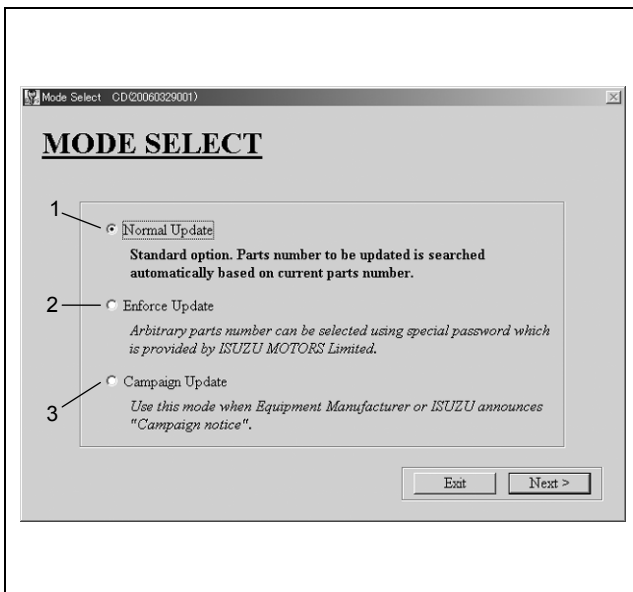 Mode Select CD(20060329001)
MODE SELECT
1
Normal Update
Standard option. Parts number to be updated is searched
automatically based on current parts number.
2
Enforce Update
Arbitrary parts number can be selected using special password which
is provided by ISUZU MOTORS Limited.
3
Campaign Update
Use this mode when Equipment Manufacturer or ISUZU announces
"Campaign notice".
Exit
Next >